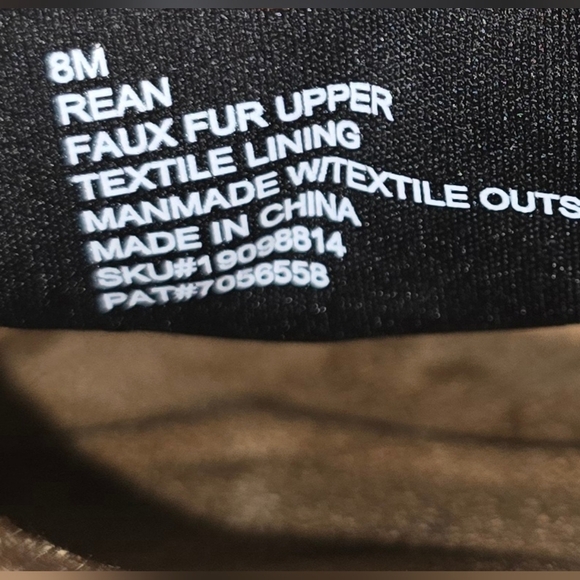 8M
REAN
FAUX FUR UPPER
TEXTILE LINING
MANMADE W/TEXTILE OUTS
MADE IN CHINA
SKU#19098814
PAT#7056558